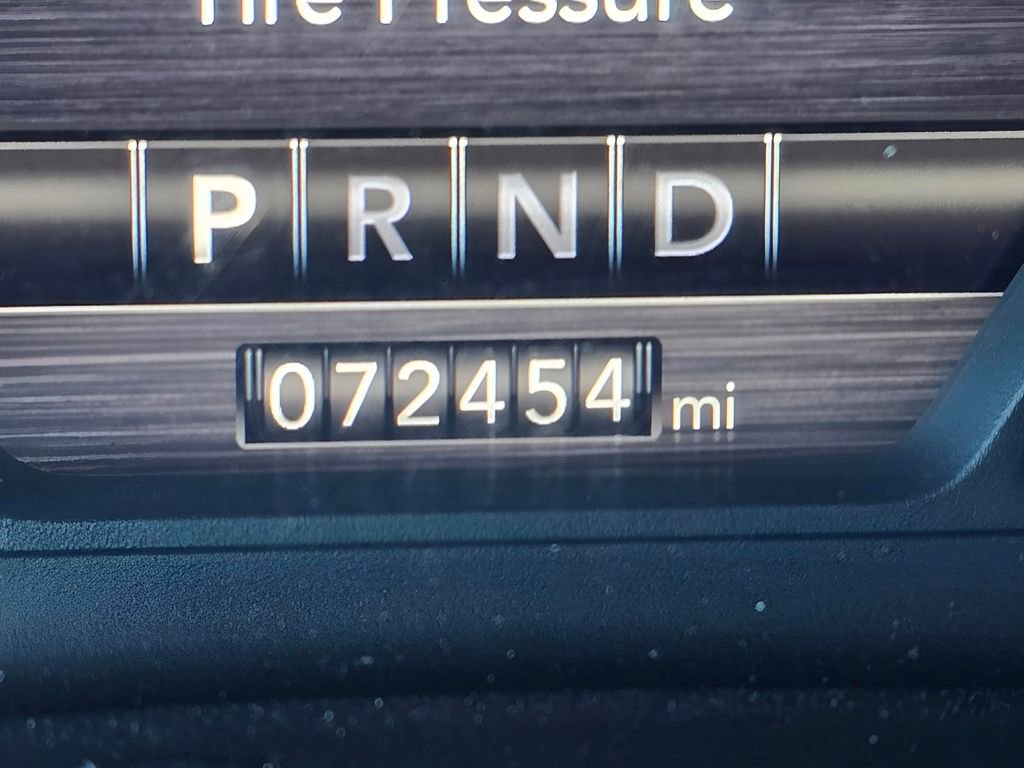 Tire Pressure
P R N D
072454 mi